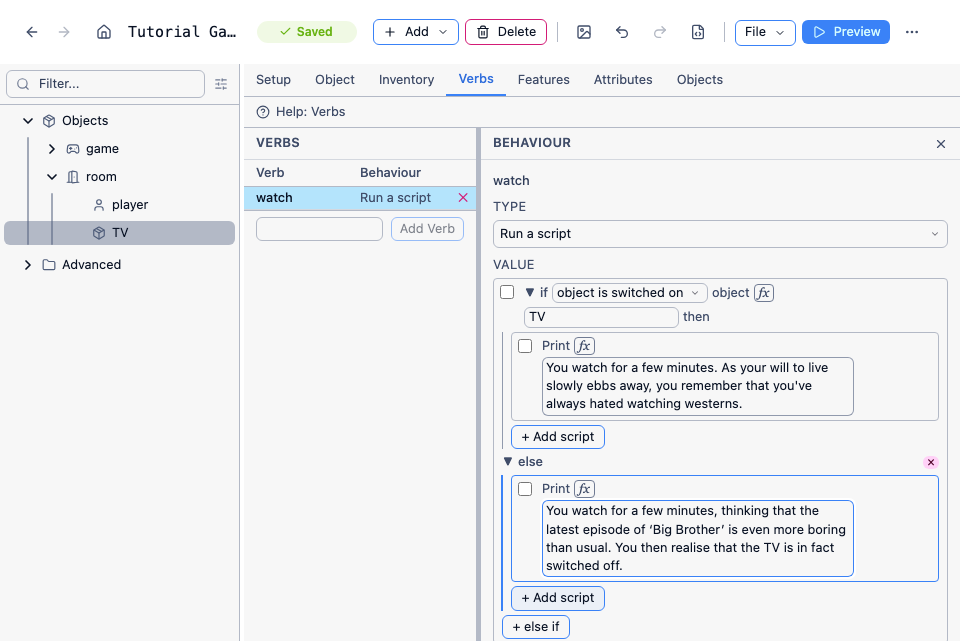 Tutorial Ga...
Saved
Add
Delete
File
Preview
Filter...
Objects
game
room
player
TV
Advanced
Setup
Object
Inventory
Verbs
Features
Attributes
Objects
Help: Verbs
VERBS
Verb
Behaviour
watch
Run a script
Add Verb
BEHAVIOUR
watch
TYPE
Run a script
VALUE
if object is switched on object fx
TV then
Print fx
You watch for a few minutes. As your will to live
slowly ebbs away, you remember that you've
always hated watching westerns.
+ Add script
else
Print fx
You watch for a few minutes, thinking that the
latest episode of ‘Big Brother’ is even more boring
than usual. You then realise that the TV is in fact
switched off.
+ Add script
+ else if